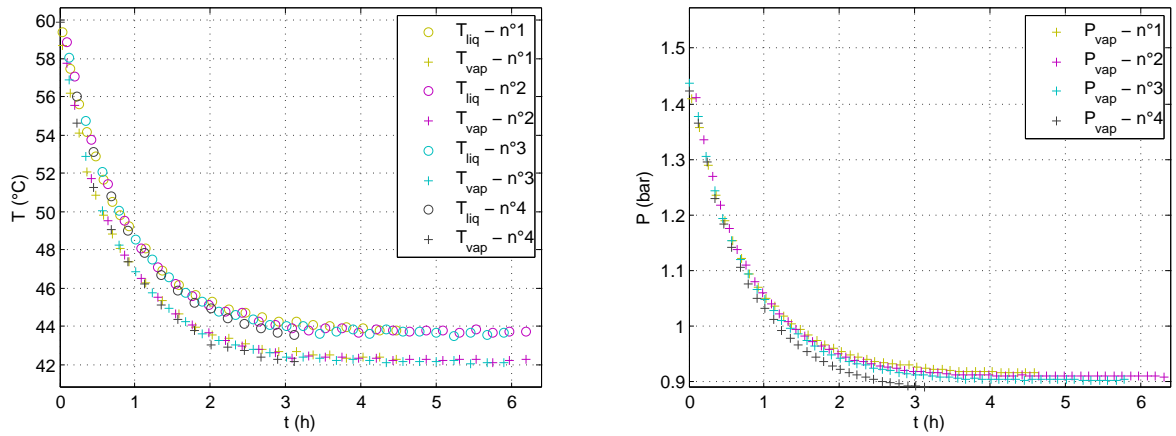 60
58
56
54
52
50
48
46
44
42
T (°C)
0
1
2
3
4
5
6
t (h)
T_liq – n°1
T_vap – n°1
T_liq – n°2
T_vap – n°2
T_liq – n°3
T_vap – n°3
T_liq – n°4
T_vap – n°4
1.5
1.4
1.3
1.2
1.1
1
0.9
P (bar)
0
1
2
3
4
5
6
t (h)
P_vap – n°1
P_vap – n°2
P_vap – n°3
P_vap – n°4